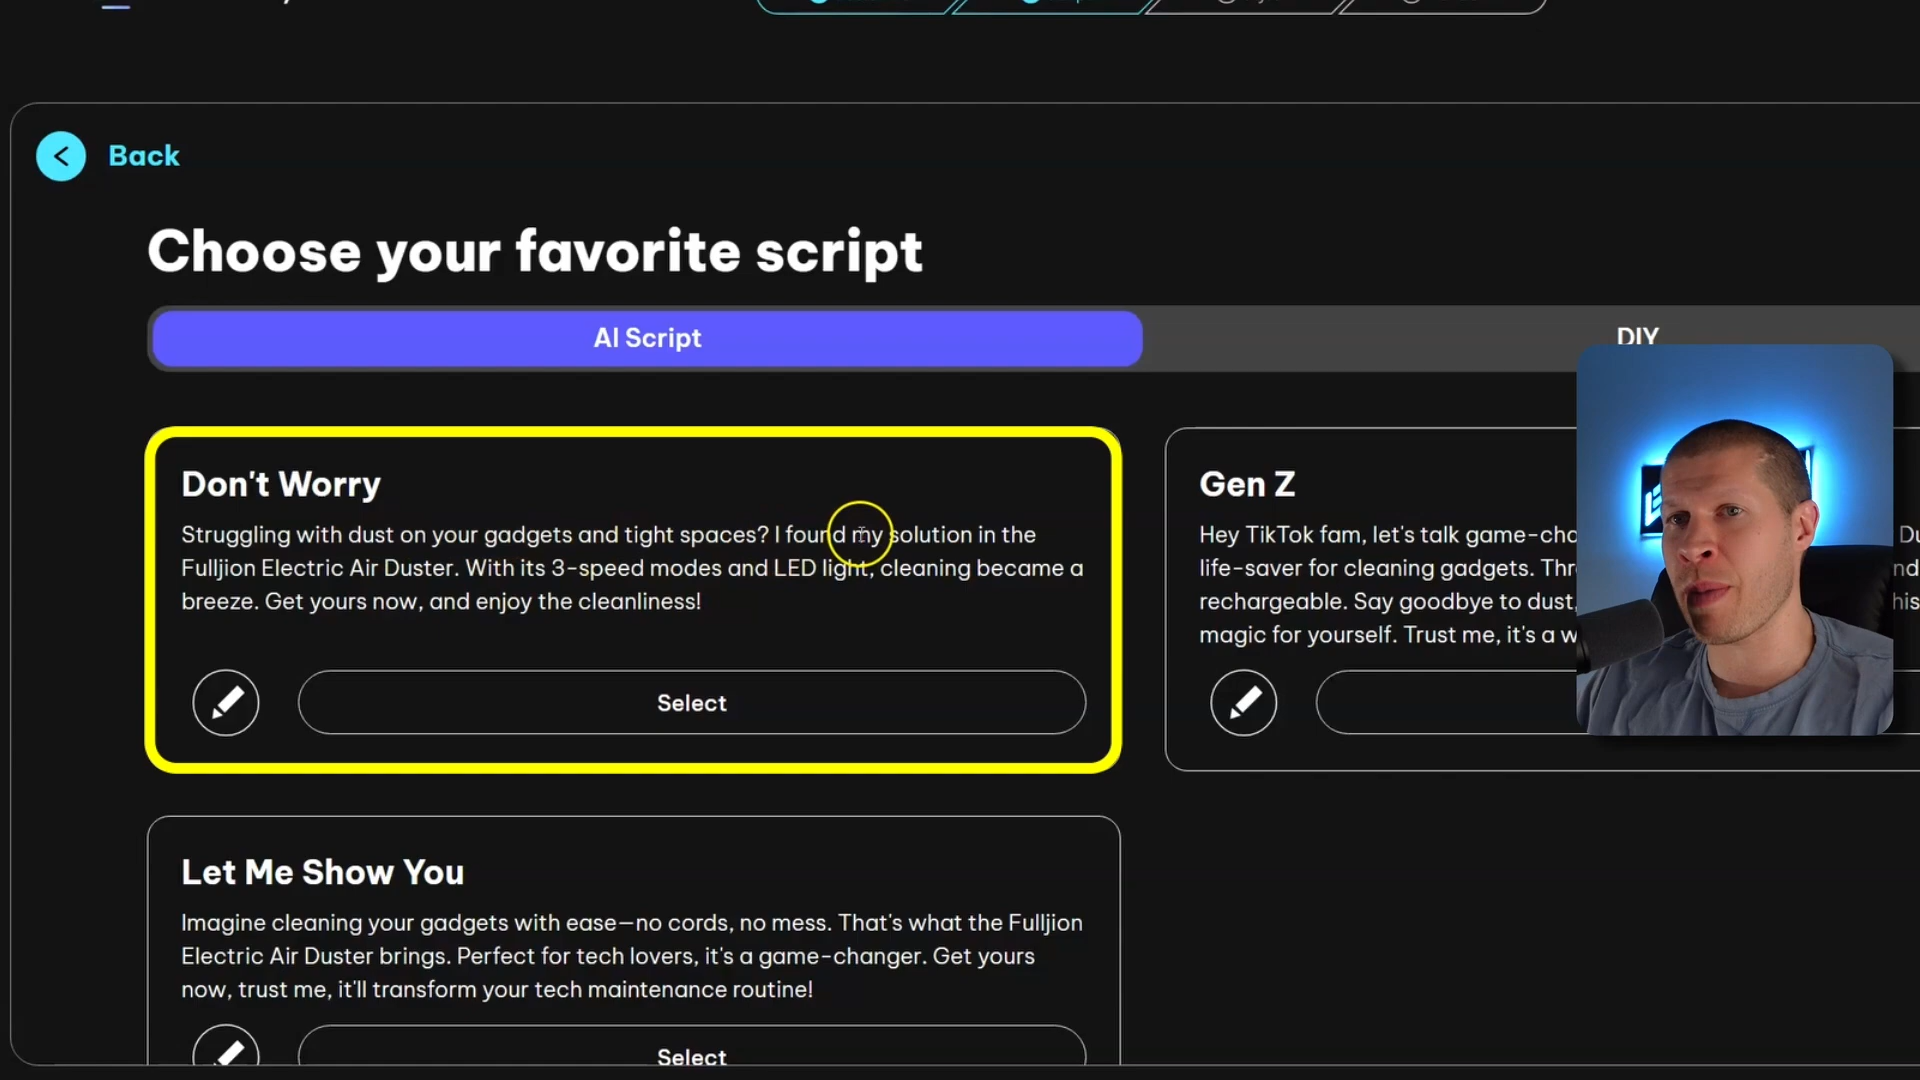 Back
Choose your favorite script
AI Script
DIY
Don't Worry
Struggling with dust on your gadgets and tight spaces? I found my solution in the
Fulljion Electric Air Duster. With its 3-speed modes and LED light, cleaning became a
breeze. Get yours now, and enjoy the cleanliness!
Select
Gen Z
Hey TikTok fam, let's talk
life-saver for cleaning gadgets.
rechargeable. Say goodbye to dust,
magic for yourself. Trust me, it's a
Let Me Show You
Imagine cleaning your gadgets with ease—no cords, no mess. That's what the Fulljion
Electric Air Duster brings. Perfect for tech lovers, it's a game-changer. Get yours
now, trust me, it'll transform your tech maintenance routine!
Select